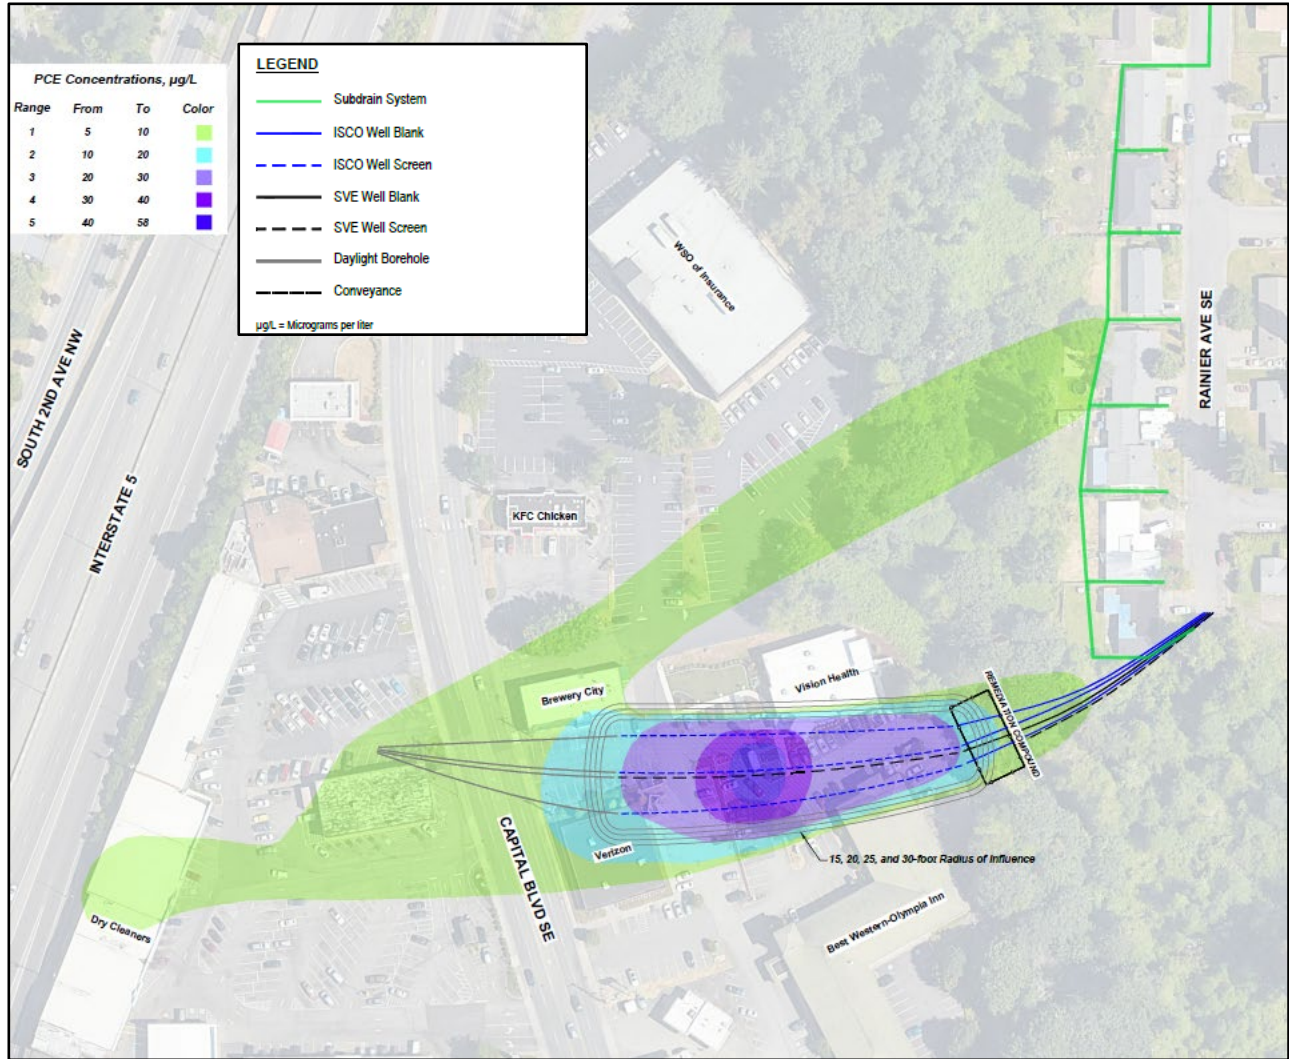 PCE Concentrations, µg/L
Range From To Color
1 5 10
2 10 20
3 20 30
4 30 40
5 40 58
LEGEND
Subdrain System
ISCO Well Blank
ISCO Well Screen
SVE Well Blank
SVE Well Screen
Daylight Borehole
Conveyance
µg/L = Micrograms per liter
SOUTH 2ND AVE NW
INTERSTATE 5
WSO of Insurance
RAINIER AVE SE
KFC Chicken
Brewery City
Vision Health
REMEDIATION COMPOUND
Verizon
CAPITAL BLVD SE
15, 20, 25, and 30-foot Radius of Influence
Best Western-Olympia Inn
Dry Cleaners